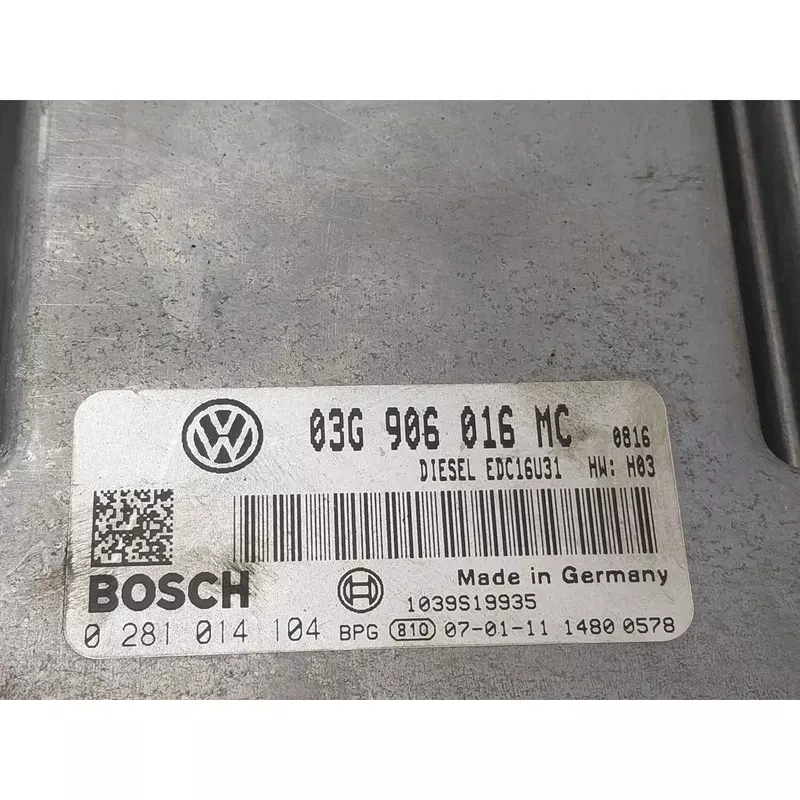 03G 906 016 MC 0816
DIESEL EDC16U31 HW: H03
Made in Germany
BOSCH 1039S19935
0 281 014 104 BPG 810 07-01-11 1480 0578